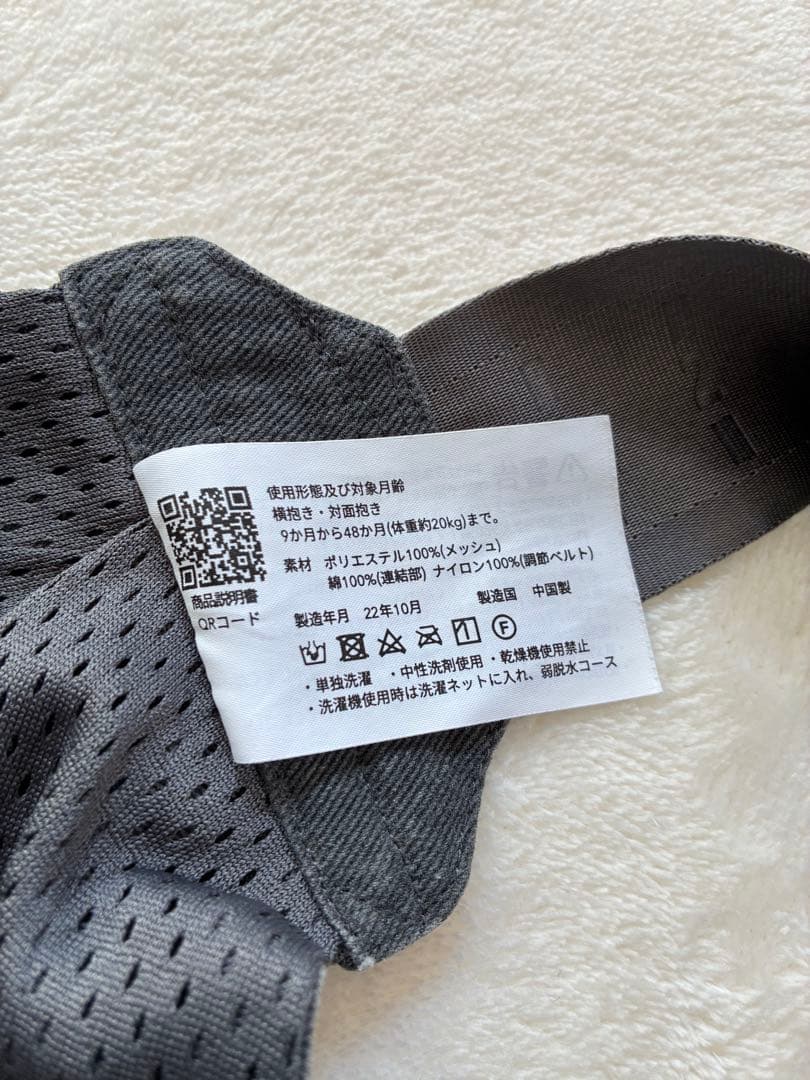 使用形態及び対象月齢
横抱き・対面抱き
9か月から48か月(体重約20kg)まで。
素材 ポリエステル100%(メッシュ)
綿100%(連結部) ナイロン100%(調節ベルト)
商品説明書
QRコード
製造年月 22年10月 製造国 中国製
F
・単独洗濯 ・中性洗剤使用 ・乾燥機使用禁止
・洗濯機使用時は洗濯ネットに入れ、弱脱水コース